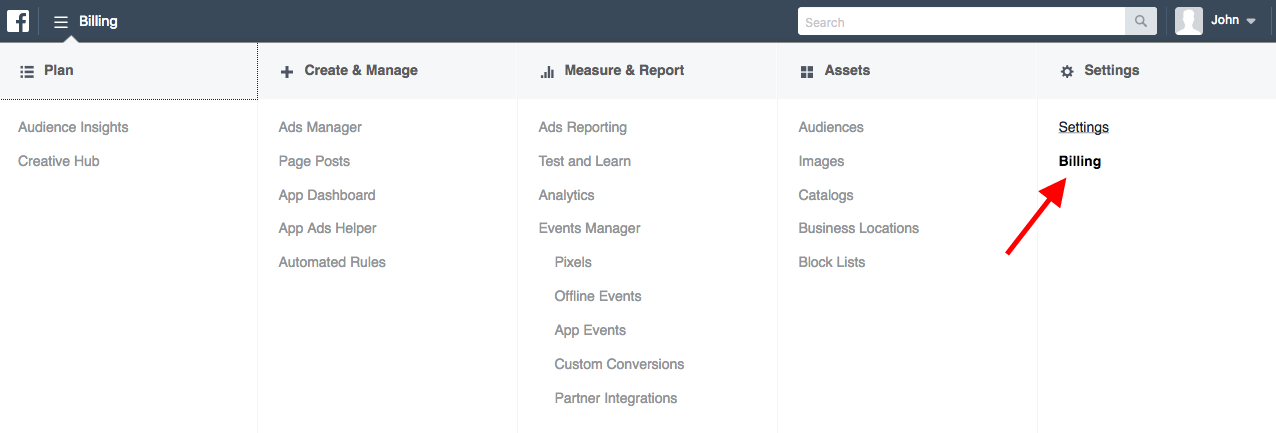 f Billing Search John
Plan
Audience Insights
Creative Hub
Create & Manage
Ads Manager
Page Posts
App Dashboard
App Ads Helper
Automated Rules
Measure & Report
Ads Reporting
Test and Learn
Analytics
Events Manager
Pixels
Offline Events
App Events
Custom Conversions
Partner Integrations
Assets
Audiences
Images
Catalogs
Business Locations
Block Lists
Settings
Settings
Billing